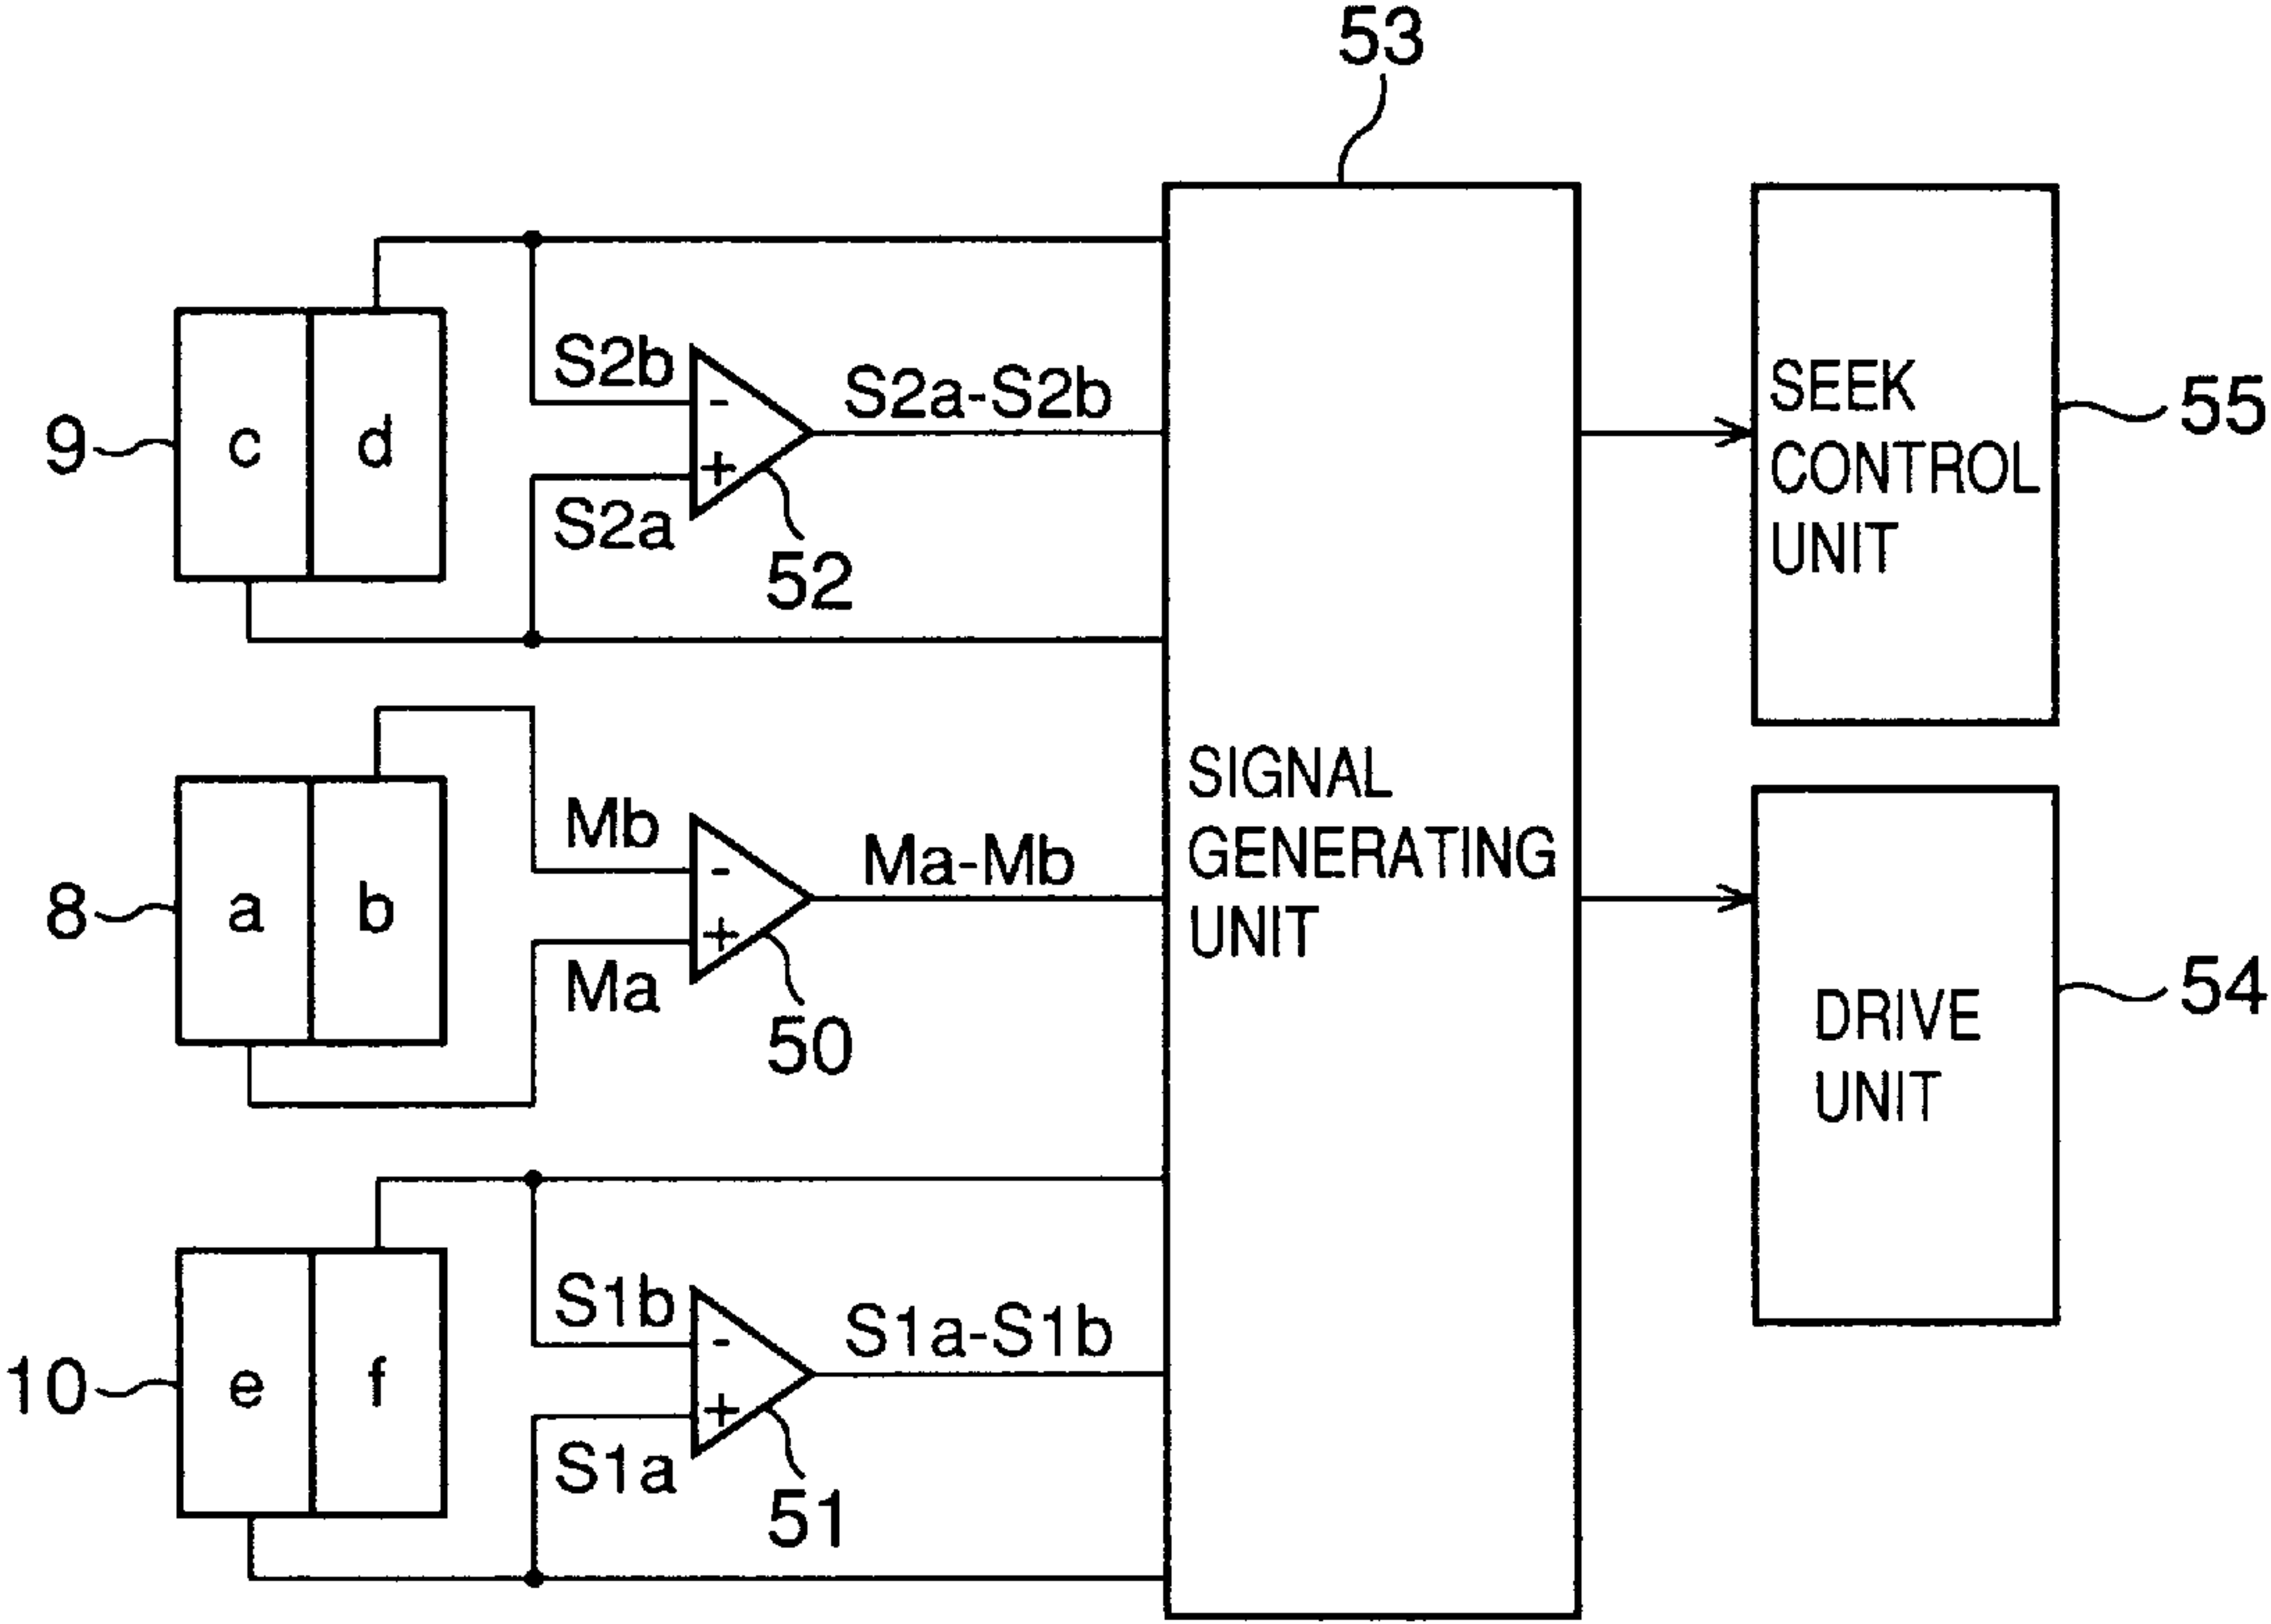 53
S2b
-
S2a-S2b
+
S2a
52
9
c
d
SEEK
CONTROL
UNIT
55
Mb
-
Ma-Mb
+
Ma
50
8
a
b
SIGNAL
GENERATING
UNIT
DRIVE
UNIT
54
S1b
-
S1a-S1b
+
S1a
51
10
e
f